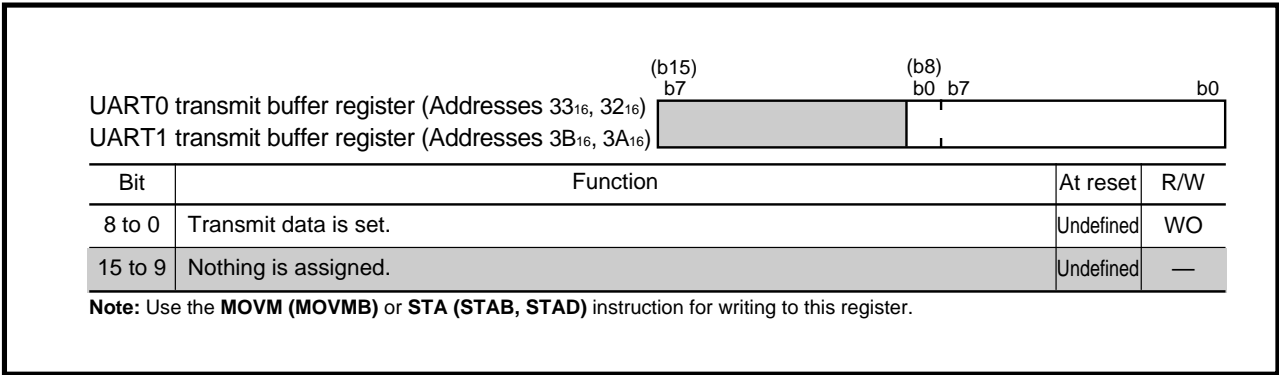 (b15) (b8)
b7 b0 b7 b0
UART0 transmit buffer register (Addresses 33₁₆, 32₁₆)
UART1 transmit buffer register (Addresses 3B₁₆, 3A₁₆)
Bit Function At reset R/W
8 to 0 Transmit data is set. Undefined WO
15 to 9 Nothing is assigned. Undefined —
Note: Use the MOVM (MOVMB) or STA (STAB, STAD) instruction for writing to this register.